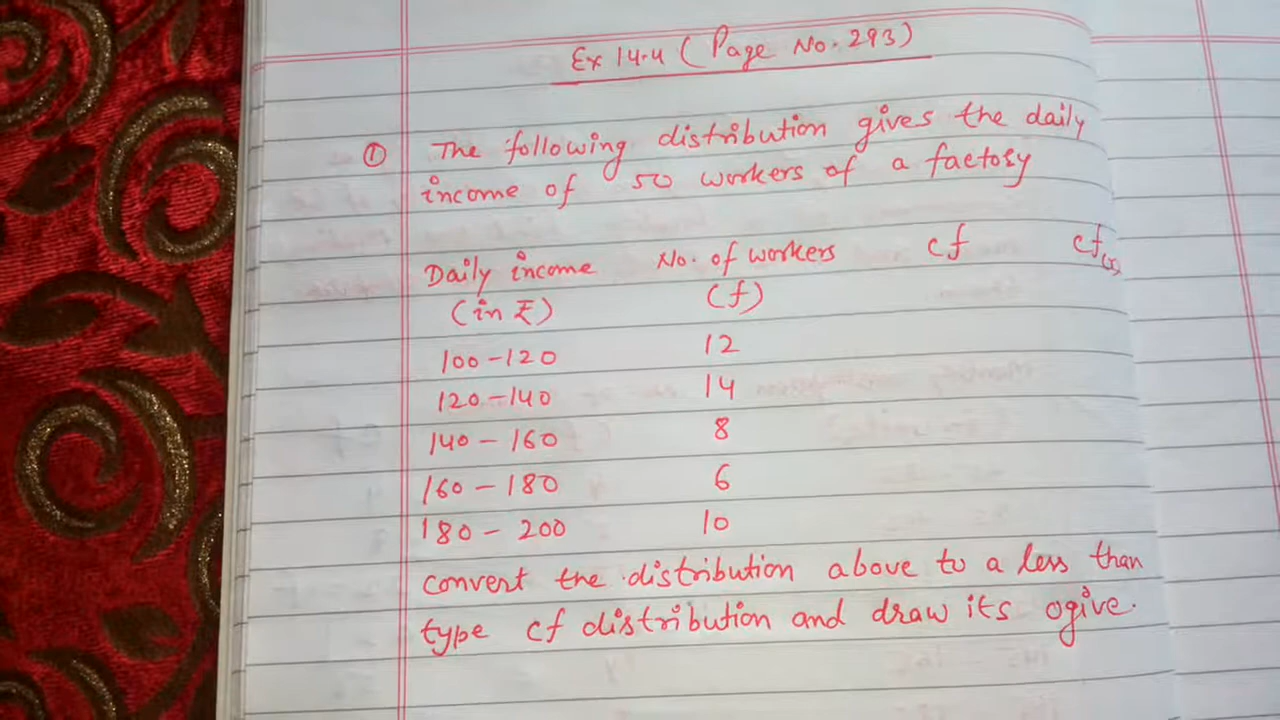 Ex 14.4 (Page No. 293)
① The following distribution gives the daily
income of 50 workers of a factory
Daily income No. of workers cf cf
(in ₹) (f)
100-120 12
120-140 14
140-160 8
160-180 6
180-200 10
convert the distribution above to a less than
type cf distribution and draw its ogive.